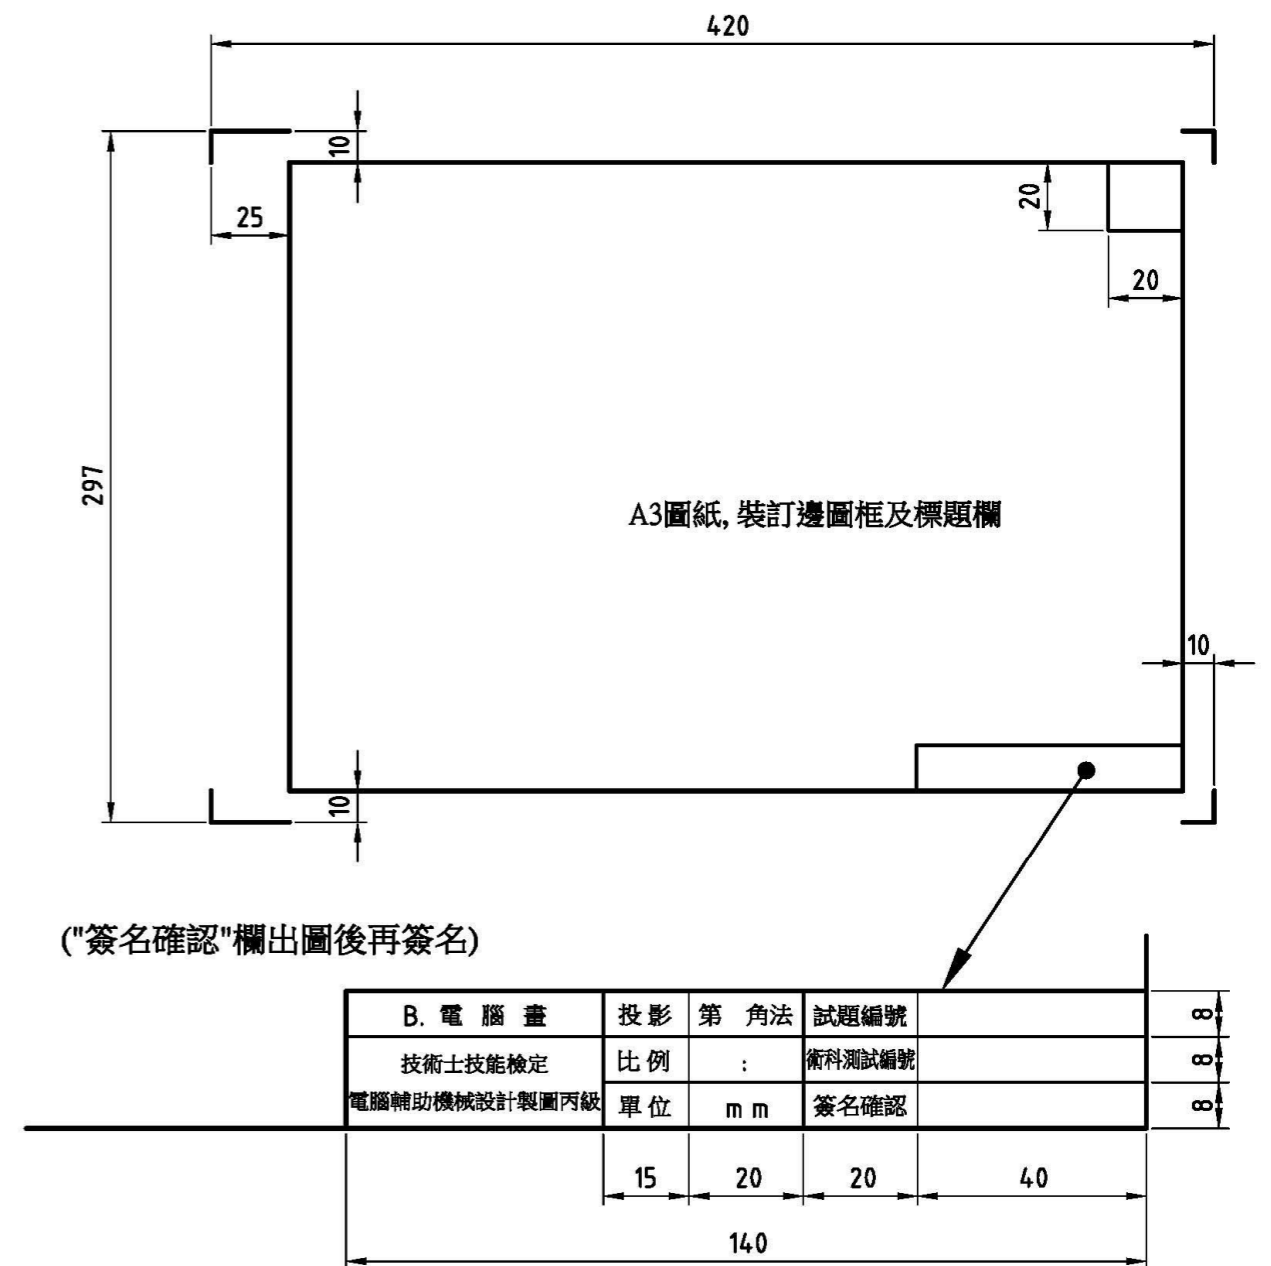 420
10
25
20
20
297
A3圖紙, 裝訂邊圖框及標題欄
10
10
("簽名確認"欄出圖後再簽名)
B. 電 腦 畫 投影 第 角法 試題編號 8
技術士技能檢定 比例 : 術科測試編號 8
電腦輔助機械設計製圖丙級 單位 mm 簽名確認 8
15 20 20 40
140